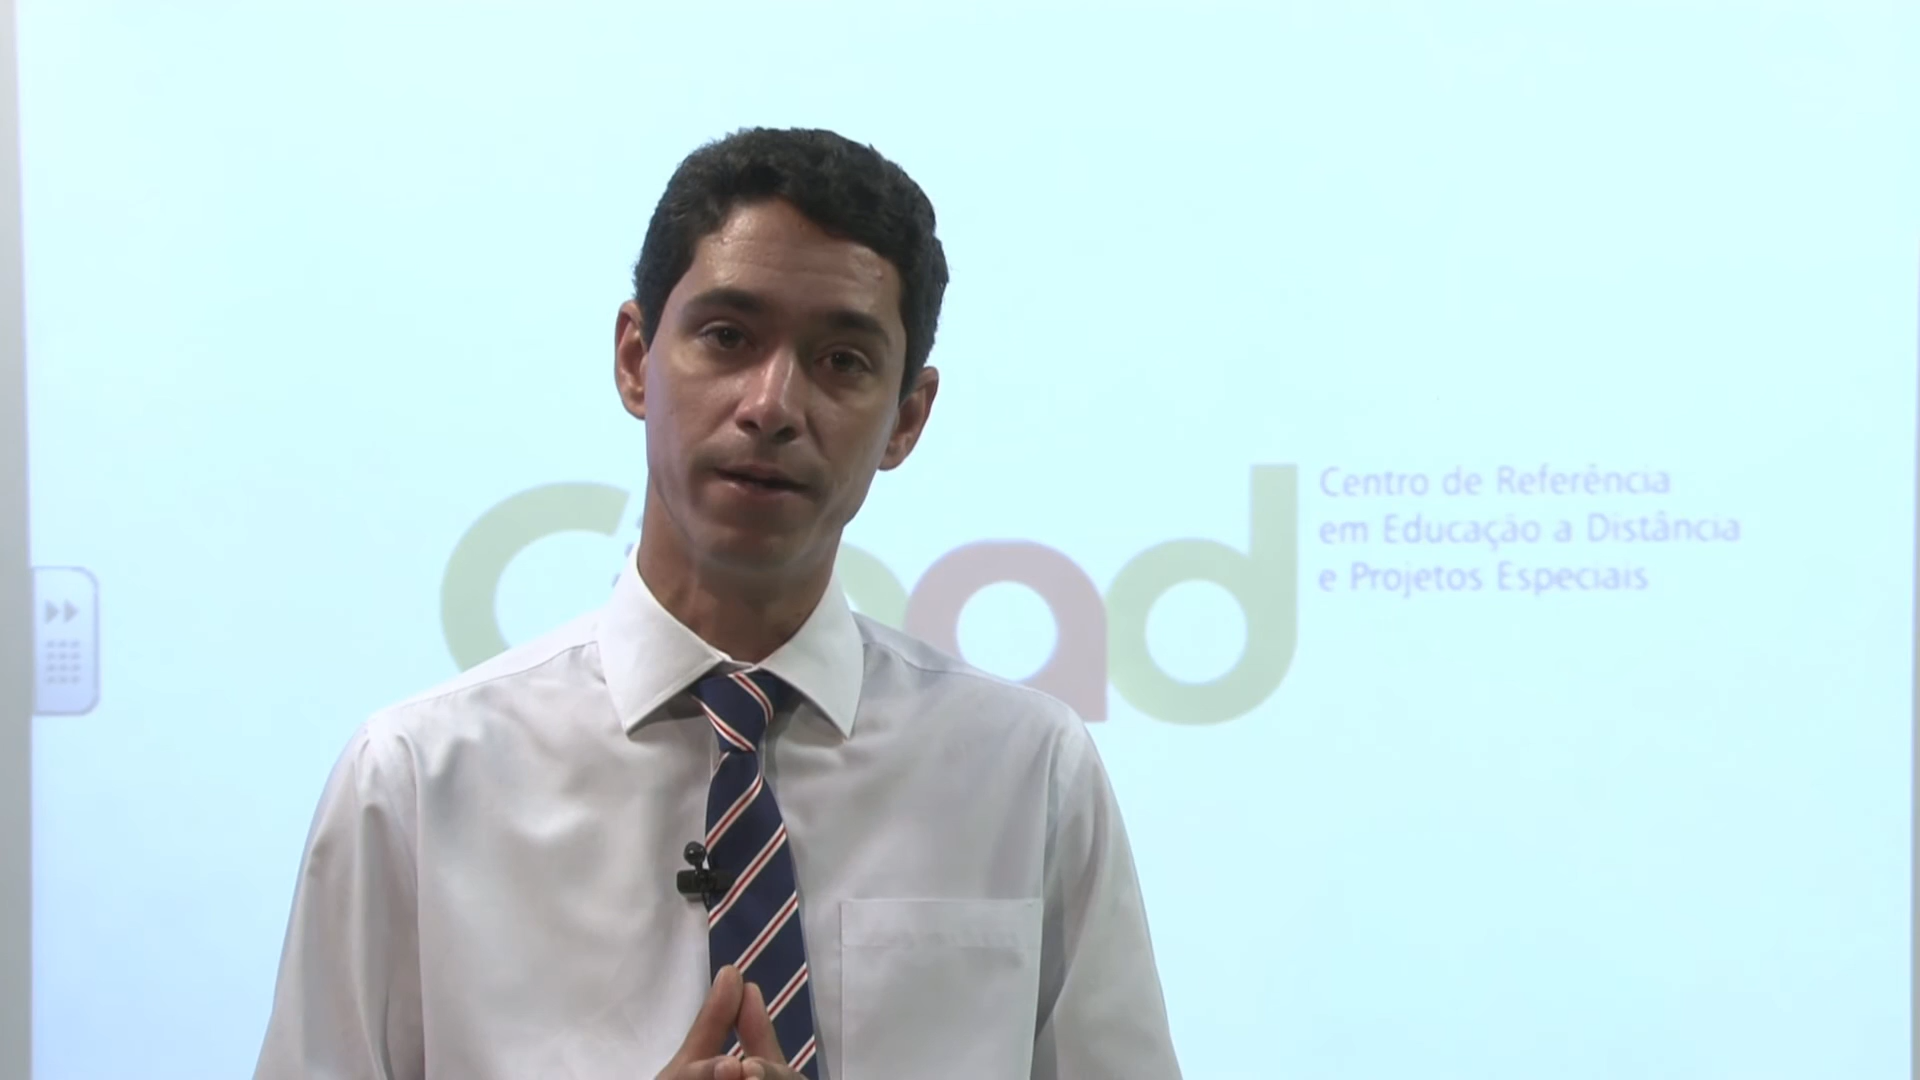 Centro de Referência
em Educação a Distância
e Projetos Especiais